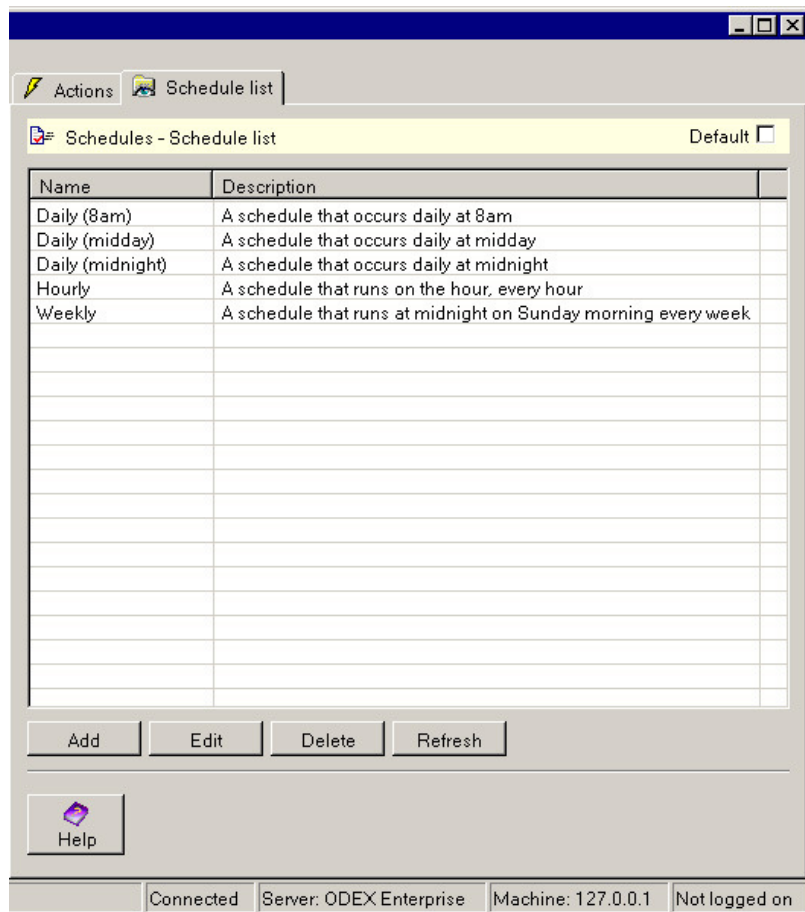 Actions Schedule list
Schedules - Schedule list Default
Name Description
Daily (8am) A schedule that occurs daily at 8am
Daily (midday) A schedule that occurs daily at midday
Daily (midnight) A schedule that occurs daily at midnight
Hourly A schedule that runs on the hour, every hour
Weekly A schedule that runs at midnight on Sunday morning every week
Add Edit Delete Refresh
Help
Connected Server: ODEX Enterprise Machine: 127.0.0.1 Not logged on